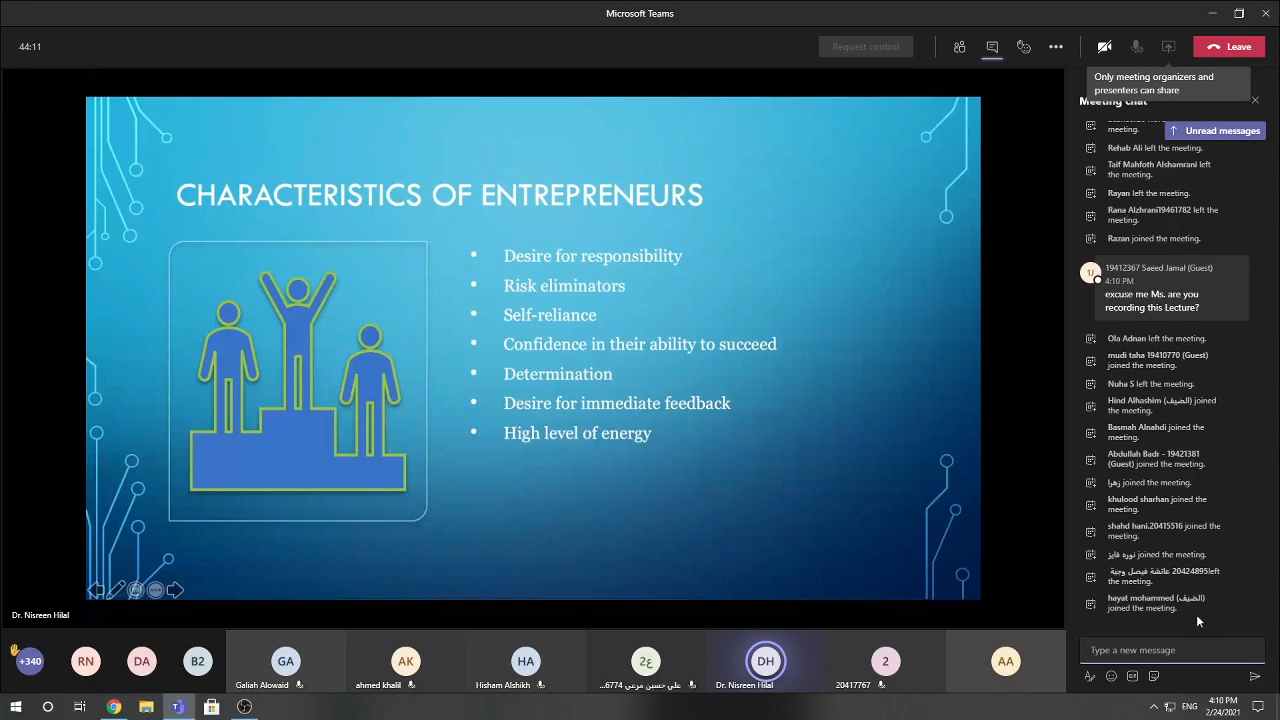 Microsoft Teams
44:11
Request control
Leave
Only meeting organizers and
presenters can share
Meeting chat
Unread messages
meeting.
Rehab Ali left the meeting.
Taif Mahfoth Alshamrani left
the meeting.
Rayan left the meeting.
Rana Alzhrani19461782 left the
meeting.
Razan joined the meeting.
1J
19412367 Saeed Jamal (Guest)
4:10 PM
excuse me Ms. are you
recording this Lecture?
Ola Adnan left the meeting.
mudi taha 19410770 (Guest)
joined the meeting.
Nuha S left the meeting.
Hind Alhashim (الضيف) joined
the meeting.
Basmah Alnahdi joined the
meeting.
Abdullah Badr - 19421381
(Guest) joined the meeting.
زهرا joined the meeting.
khulood sharhan joined the
meeting.
shahd hani.20415516 joined the
meeting.
نوره فايز joined the meeting.
عائشة فيصل وجية 20424895left
the meeting.
hayat mohammed (الضيف)
joined the meeting.
Type a new message
CHARACTERISTICS OF ENTREPRENEURS
• Desire for responsibility
• Risk eliminators
• Self-reliance
• Confidence in their ability to succeed
• Determination
• Desire for immediate feedback
• High level of energy
Dr. Nisreen Hilal
+340
RN
DA
B2
GA
Galiah Alowaid
AK
ahmed khalil
HA
Hisham Alshikh
ع2
علي حسين مرعي 6774...
DH
Dr. Nisreen Hilal
2
20417767
AA
ENG
4:10 PM
2/24/2021